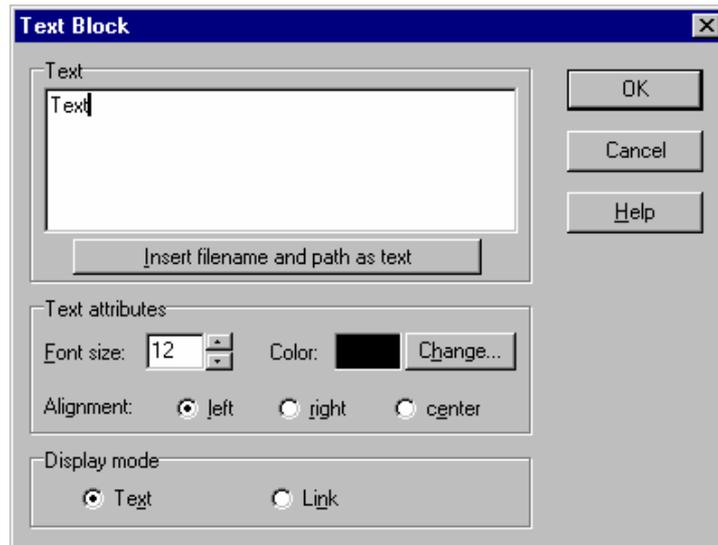 Text Block
Text
OK
Text
Cancel
Help
Insert filename and path as text
Text attributes
Font size: 12 Color: Change...
Alignment: left right center
Display mode
Text Link